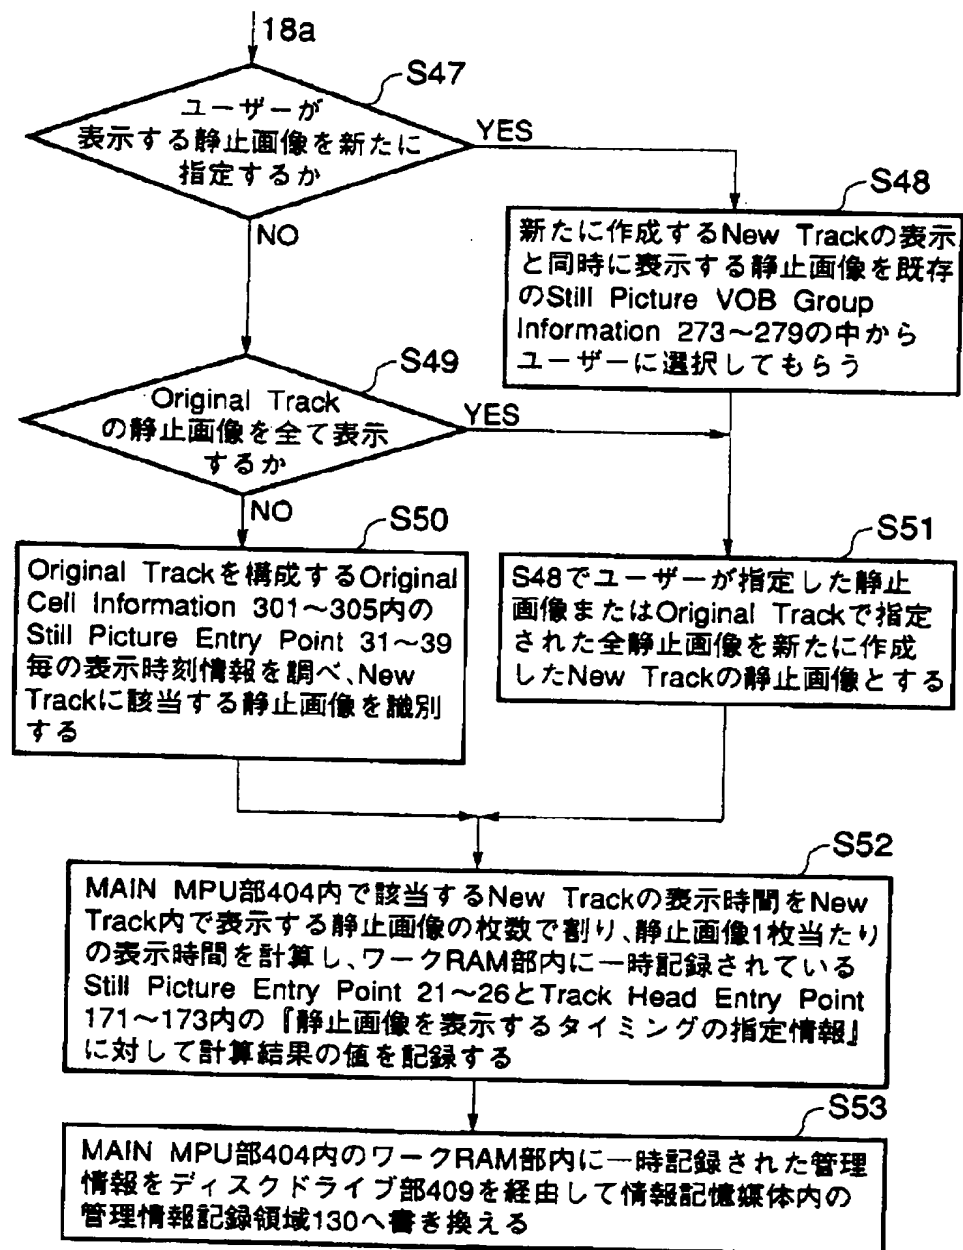 18a
S47
ユーザーが
表示する静止画像を新たに
指定するか
YES
NO
S48
新たに作成するNew Trackの表示
と同時に表示する静止画像を既存
のStill Picture VOB Group
Information 273～279の中から
ユーザーに選択してもらう
S49
Original Track
の静止画像を全て表示
するか
YES
NO
S50
Original Trackを構成するOriginal
Cell Information 301～305内の
Still Picture Entry Point 31～39
毎の表示時刻情報を調べ、New
Trackに該当する静止画像を識別
する
S51
S48でユーザーが指定した静止
画像またはOriginal Trackで指定
された全静止画像を新たに作成
したNew Trackの静止画像とする
S52
MAIN MPU部404内で該当するNew Trackの表示時間をNew
Track内で表示する静止画像の枚数で割り、静止画像1枚当たり
の表示時間を計算し、ワークRAM部内に一時記録されている
Still Picture Entry Point 21～26とTrack Head Entry Point
171～173内の『静止画像を表示するタイミングの指定情報』
に対して計算結果の値を記録する
S53
MAIN MPU部404内のワークRAM部内に一時記録された管理
情報をディスクドライブ部409を経由して情報記憶媒体内の
管理情報記録領域130へ書き換える